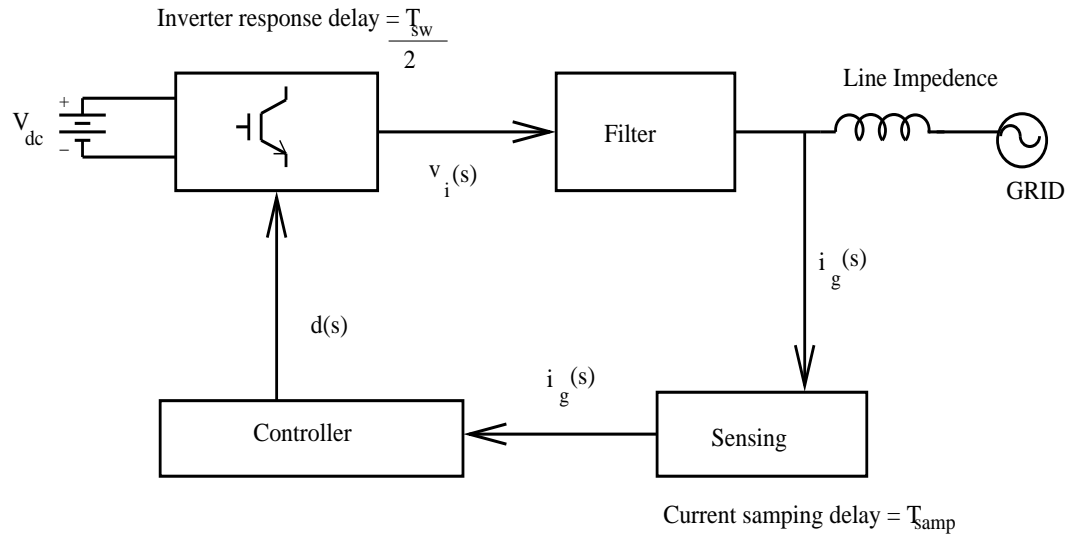 Inverter response delay = T_sw
2
Line Impedence
+
V_dc
−
Filter
v_i(s)
GRID
i_g(s)
d(s)
i_g(s)
Controller
Sensing
Current samping delay = T_samp